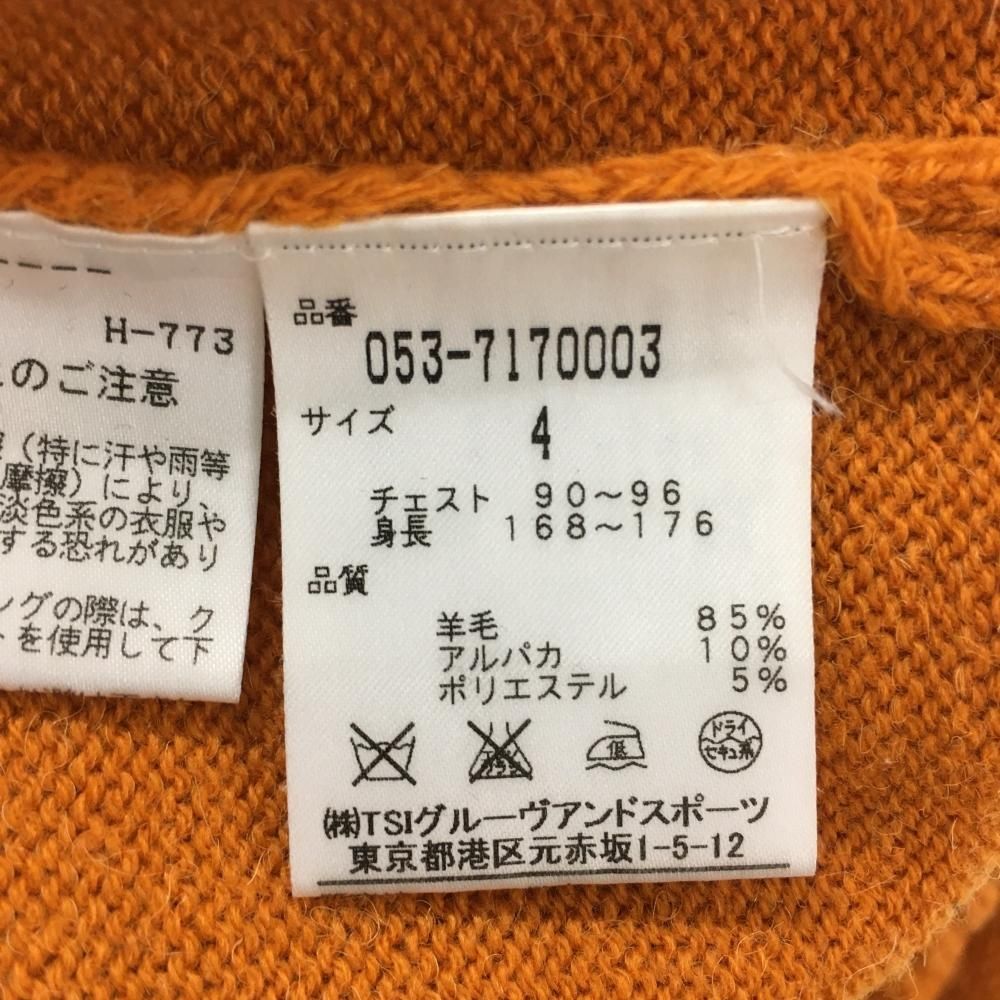 H-773
のご注意
(特に汗や雨等
摩擦)により、
淡色系の衣服や
する恐れがあり
ングの際は、ク
を使用して下
品番
053-7170003
サイズ 4
チェスト 90~96
身長 168~176
品質
羊毛 85%
アルパカ 10%
ポリエステル 5%
低
ドライ
セキユ系
㈱TSIグルーヴアンドスポーツ
東京都港区元赤坂1-5-12